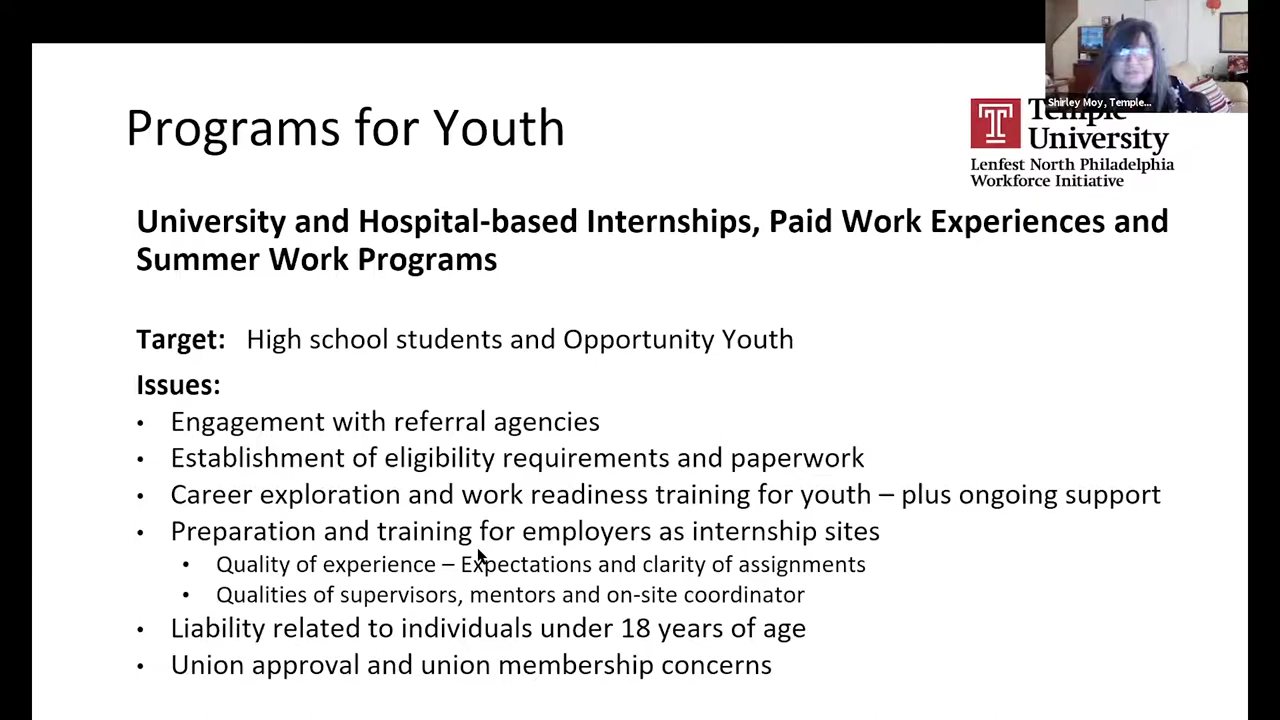 Programs for Youth
Shirley Moy, Temple...
Temple
University
Lenfest North Philadelphia
Workforce Initiative
University and Hospital-based Internships, Paid Work Experiences and
Summer Work Programs
Target: High school students and Opportunity Youth
Issues:
• Engagement with referral agencies
• Establishment of eligibility requirements and paperwork
• Career exploration and work readiness training for youth – plus ongoing support
• Preparation and training for employers as internship sites
• Quality of experience – Expectations and clarity of assignments
• Qualities of supervisors, mentors and on-site coordinator
• Liability related to individuals under 18 years of age
• Union approval and union membership concerns